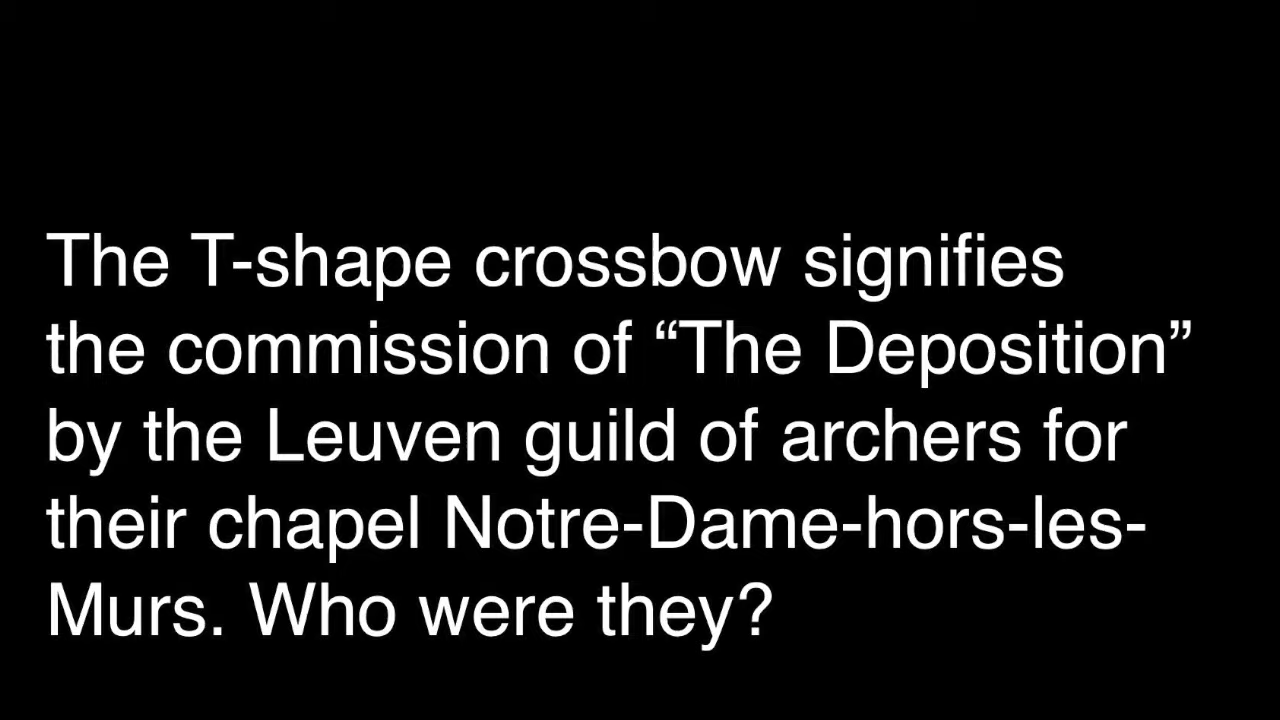 The T-shape crossbow signifies
the commission of “The Deposition”
by the Leuven guild of archers for
their chapel Notre-Dame-hors-les-
Murs. Who were they?